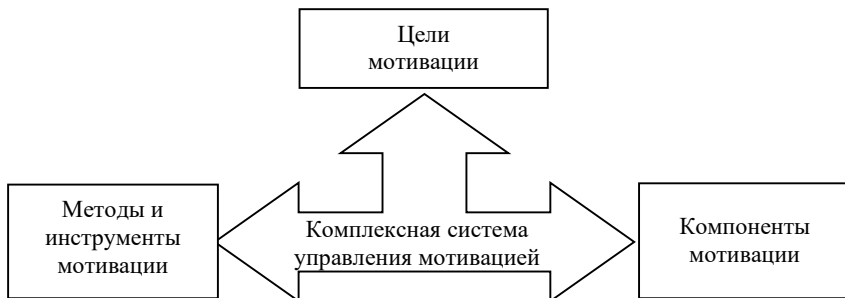 Цели
мотивации
Методы и
инструменты
мотивации
Комплексная система
управления мотивацией
Компоненты
мотивации